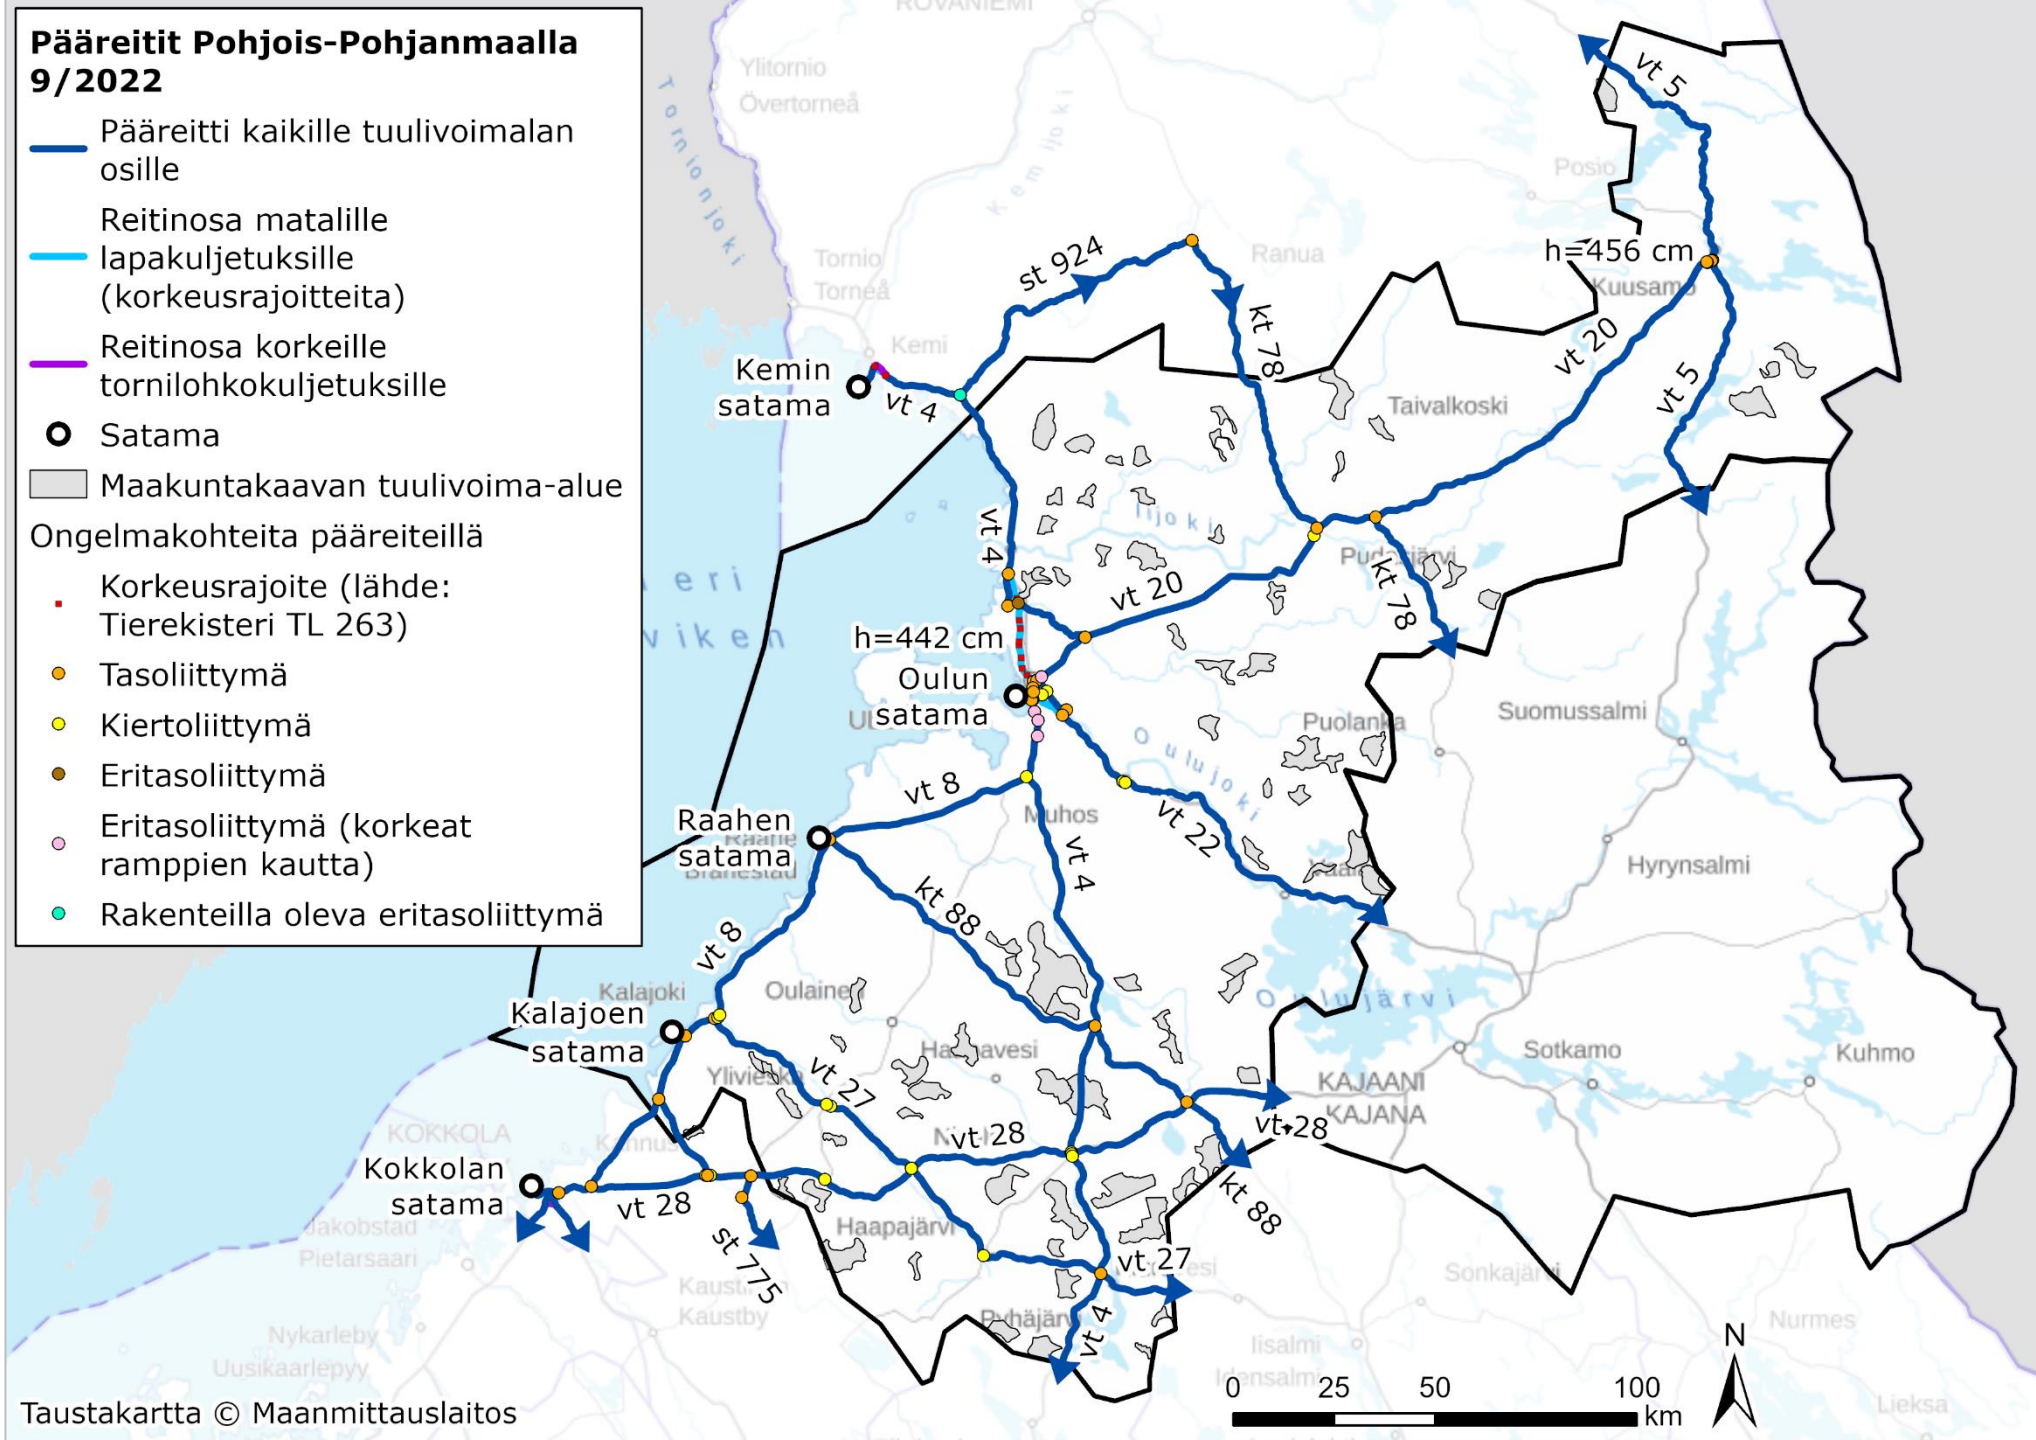 Pääreitit Pohjois-Pohjanmaalla
9/2022
Pääreitti kaikille tuulivoimalan
osille
Reitinosa matalille
lapakuljetuksille
(korkeusrajoitteita)
Reitinosa korkeille
tornilohkokuljetuksille
Satama
Maakuntakaavan tuulivoima-alue
Ongelmakohteita pääreiteillä
Korkeusrajoite (lähde:
Tierekisteri TL 263)
Tasoliittymä
Kiertoliittymä
Eritasoliittymä
Eritasoliittymä (korkeat
ramppien kautta)
Rakenteilla oleva eritasoliittymä
ROVANIEMI
Ylitornio
Övertorneå
Tornionjoki
Kemijoki
vt 5
Posio
Ranua
st 924
h=456 cm
Kuusamo
Tornio
Torneå
kt 78
vt 20
Kemi
Kemin
satama
vt 4
vt 5
Taivalkoski
vt 4
Iijoki
Pudasjärvi
kt 78
vt 20
eri
viken
h=442 cm
Oulun
satama
Puolanka
Suomussalmi
Oulujoki
vt 8
Muhos
vt 22
Raahen
satama
Raahe
Brahestad
vt 4
Hyrynsalmi
kt 88
vt 8
Kalajoki
Oulainen
Oulujärvi
Kalajoen
satama
Haapavesi
Sotkamo
Kuhmo
Ylivieska
vt 27
KAJAANI
KAJANA
vt 28
KOKKOLA
Kannus
vt 28
Kokkolan
satama
vt 28
kt 88
Jakobstad
Pietarsaari
Haapajärvi
st 775
vt 27
Sonkajärvi
Kaustby
Pyhäjärvi
vt 4
Nykarleby
Uusikaarlepyy
Iisalmi
Idensalmi
Nurmes
Lieksa
N
0 25 50 100
km
Taustakartta © Maanmittauslaitos